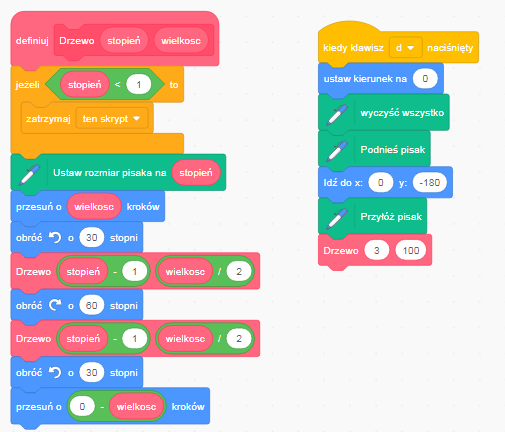 definiuj Drzewo stopień wielkosc
jeżeli stopień < 1 to
zatrzymaj ten skrypt
Ustaw rozmiar pisaka na stopień
przesuń o wielkosc kroków
obróć o 30 stopni
Drzewo stopień - 1 wielkosc / 2
obróć o 60 stopni
Drzewo stopień - 1 wielkosc / 2
obróć o 30 stopni
przesuń o 0 - wielkosc kroków
kiedy klawisz d naciśnięty
ustaw kierunek na 0
wyczyść wszystko
Podnieś pisak
Idź do x: 0 y: -180
Przyłóż pisak
Drzewo 3 100